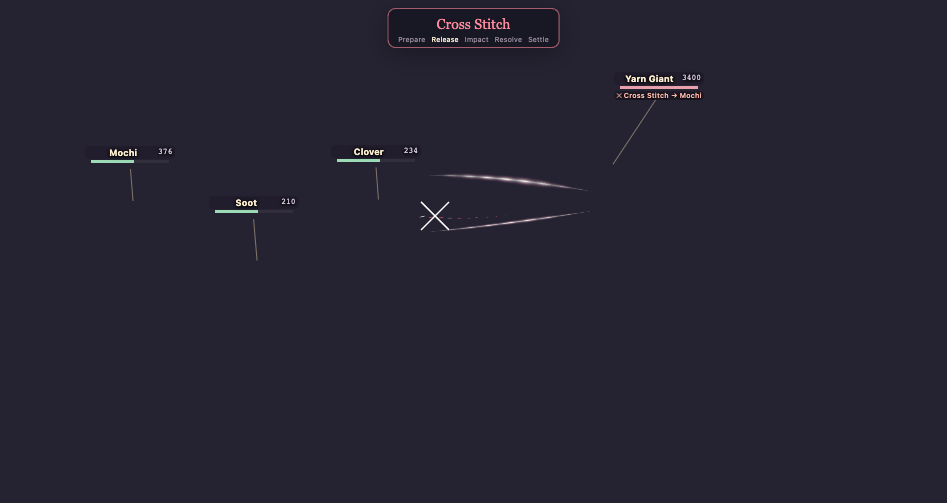 Cross Stitch
Prepare Release Impact Resolve Settle
Yarn Giant 3400
× Cross Stitch → Mochi
Mochi 376
Clover 234
Soot 210